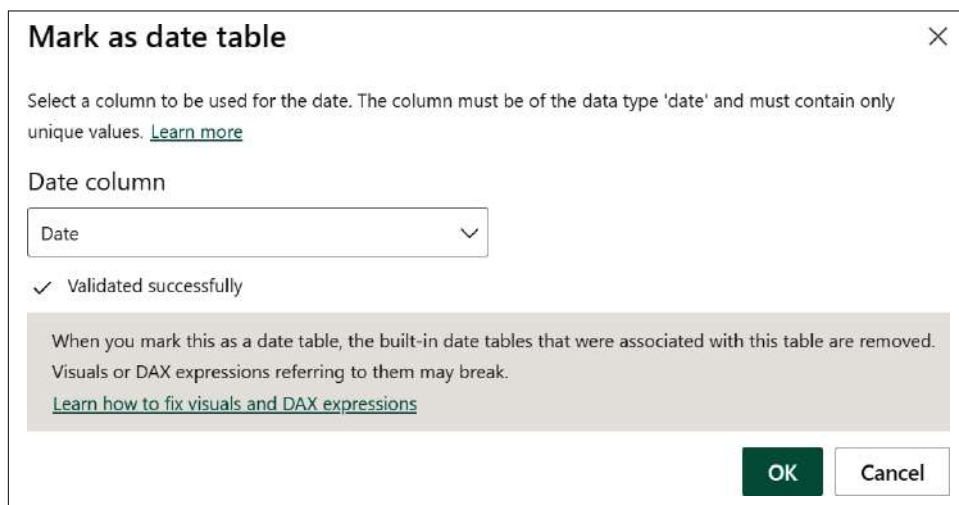 Mark as date table
Select a column to be used for the date. The column must be of the data type 'date' and must contain only
unique values. Learn more
Date column
Date
Validated successfully
When you mark this as a date table, the built-in date tables that were associated with this table are removed.
Visuals or DAX expressions referring to them may break.
Learn how to fix visuals and DAX expressions
OK Cancel